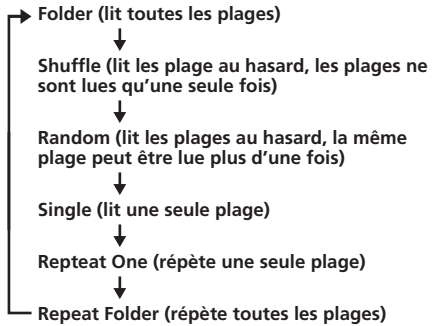 Folder (lit toutes les plages)
Shuffle (lit les plage au hasard, les plages ne
sont lues qu'une seule fois)
Random (lit les plages au hasard, la même
plage peut être lue plus d'une fois)
Single (lit une seule plage)
Repteat One (répète une seule plage)
Repeat Folder (répète toutes les plages)